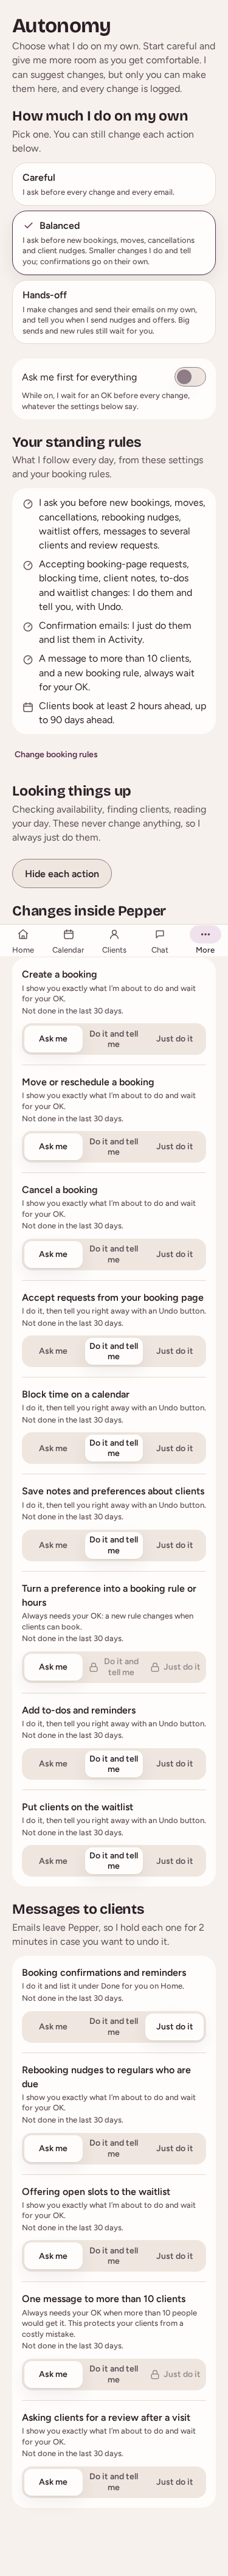 Autonomy
Choose what I do on my own. Start careful and
give me more room as you get comfortable. I
can suggest changes, but only you can make
them here, and every change is logged.
How much I do on my own
Pick one. You can still change each action
below.
Careful
I ask before every change and every email.
Balanced
I ask before new bookings, moves, cancellations
and client nudges. Smaller changes I do and tell
you; confirmations go on their own.
Hands-off
I make changes and send their emails on my own,
and tell you when I send nudges and offers. Big
sends and new rules still wait for you.
Ask me first for everything
While on, I wait for an OK before every change,
whatever the settings below say.
Your standing rules
What I follow every day, from these settings
and your booking rules.
I ask you before new bookings, moves,
cancellations, rebooking nudges,
waitlist offers, messages to several
clients and review requests.
Accepting booking-page requests,
blocking time, client notes, to-dos
and waitlist changes: I do them and
tell you, with Undo.
Confirmation emails: I just do them
and list them in Activity.
A message to more than 10 clients,
and a new booking rule, always wait
for your OK.
Clients book at least 2 hours ahead, up
to 90 days ahead.
Change booking rules
Looking things up
Checking availability, finding clients, reading
your day. These never change anything, so I
always just do them.
Hide each action
Changes inside Pepper
Home Calendar Clients Chat More
Create a booking
I show you exactly what I'm about to do and wait
for your OK.
Not done in the last 30 days.
Ask me Do it and tell me Just do it
Move or reschedule a booking
I show you exactly what I'm about to do and wait
for your OK.
Not done in the last 30 days.
Ask me Do it and tell me Just do it
Cancel a booking
I show you exactly what I'm about to do and wait
for your OK.
Not done in the last 30 days.
Ask me Do it and tell me Just do it
Accept requests from your booking page
I do it, then tell you right away with an Undo button.
Not done in the last 30 days.
Ask me Do it and tell me Just do it
Block time on a calendar
I do it, then tell you right away with an Undo button.
Not done in the last 30 days.
Ask me Do it and tell me Just do it
Save notes and preferences about clients
I do it, then tell you right away with an Undo button.
Not done in the last 30 days.
Ask me Do it and tell me Just do it
Turn a preference into a booking rule or
hours
Always needs your OK: a new rule changes when
clients can book.
Not done in the last 30 days.
Ask me Do it and tell me Just do it
Add to-dos and reminders
I do it, then tell you right away with an Undo button.
Not done in the last 30 days.
Ask me Do it and tell me Just do it
Put clients on the waitlist
I do it, then tell you right away with an Undo button.
Not done in the last 30 days.
Ask me Do it and tell me Just do it
Messages to clients
Emails leave Pepper, so I hold each one for 2
minutes in case you want to undo it.
Booking confirmations and reminders
I do it and list it under Done for you on Home.
Not done in the last 30 days.
Ask me Do it and tell me Just do it
Rebooking nudges to regulars who are
due
I show you exactly what I'm about to do and wait
for your OK.
Not done in the last 30 days.
Ask me Do it and tell me Just do it
Offering open slots to the waitlist
I show you exactly what I'm about to do and wait
for your OK.
Not done in the last 30 days.
Ask me Do it and tell me Just do it
One message to more than 10 clients
Always needs your OK when more than 10 people
would get it. This protects your clients from a
costly mistake.
Not done in the last 30 days.
Ask me Do it and tell me Just do it
Asking clients for a review after a visit
I show you exactly what I'm about to do and wait
for your OK.
Not done in the last 30 days.
Ask me Do it and tell me Just do it